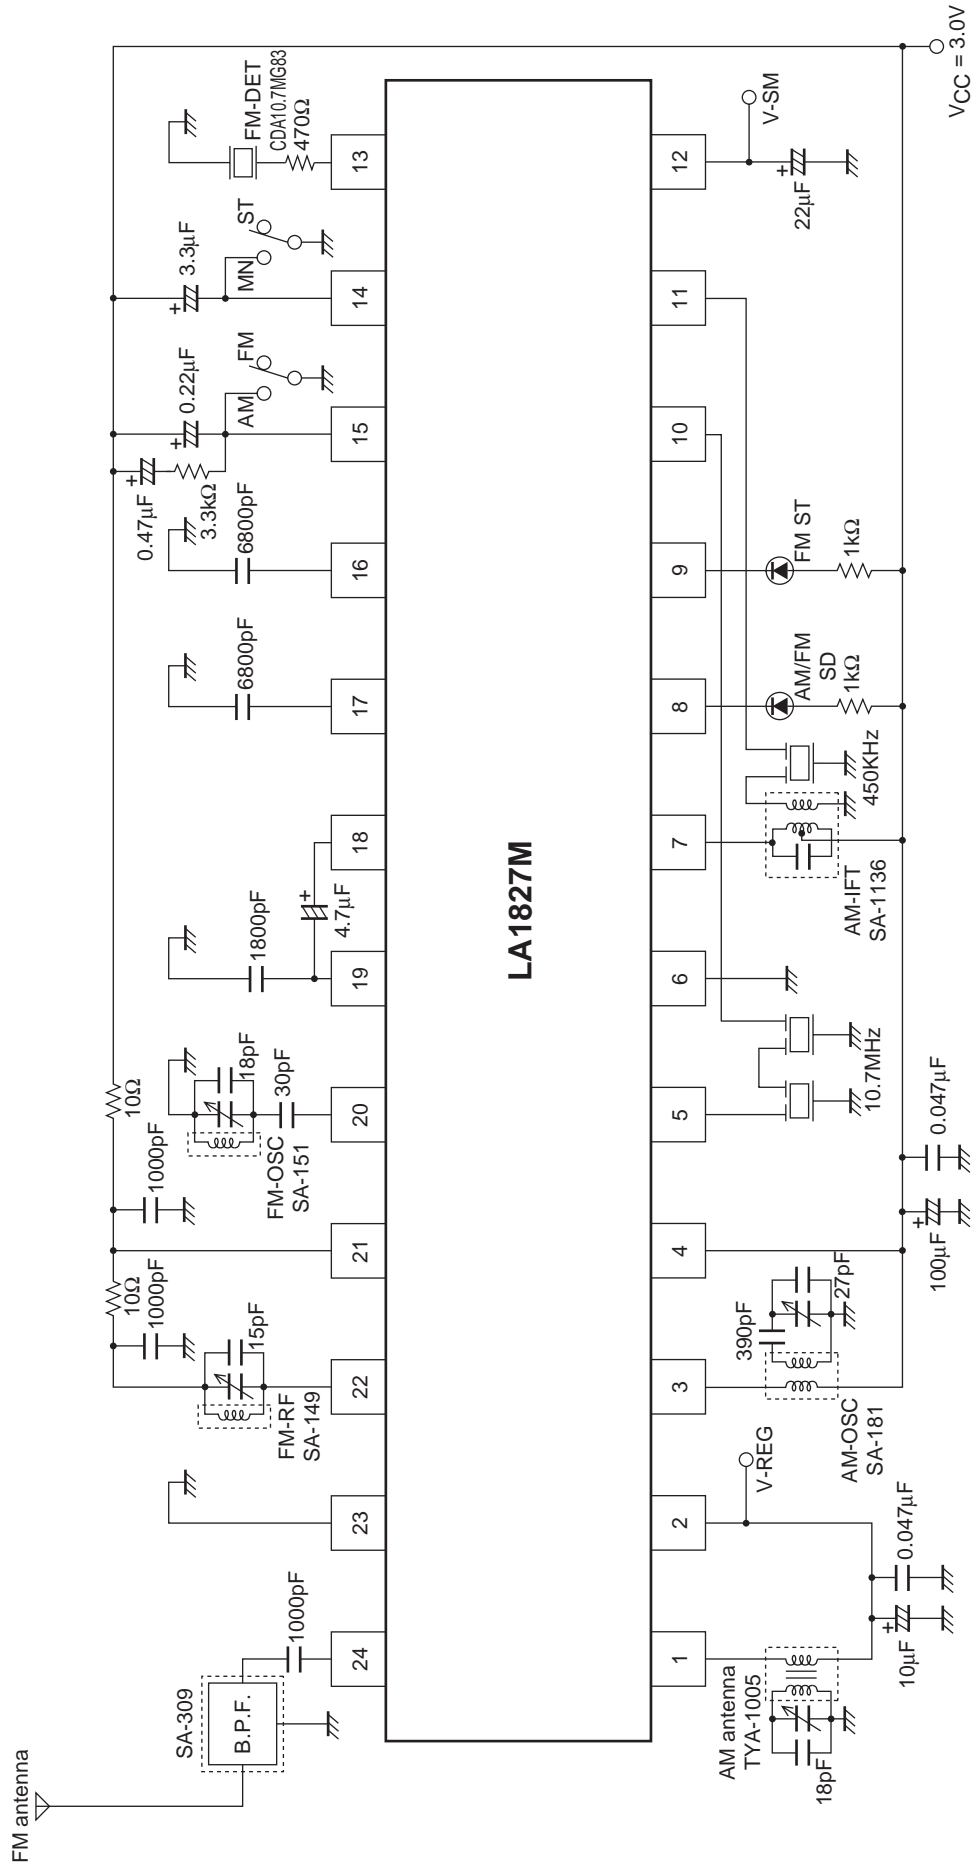 FM antenna
SA-309
B.P.F.
1000pF
24
23
22
21
20
19
18
17
16
15
14
13
FM-RF
SA-149
15pF
1000pF
10Ω
1000pF
10Ω
FM-OSC
SA-151
18pF
30pF
1800pF
4.7μF
+
6800pF
6800pF
0.47μF
+
3.3kΩ
0.22μF
+
AM
FM
3.3μF
+
MN
ST
FM-DET
CDA10.7MG83
470Ω
LA1827M
1
2
3
4
5
6
7
8
9
10
11
12
AM antenna
TYA-1005
18pF
10μF
+
0.047μF
V-REG
AM-OSC
SA-181
390pF
27pF
100μF
+
0.047μF
10.7MHz
AM-IFT
SA-1136
450KHz
AM/FM
SD
1kΩ
FM ST
1kΩ
22μF
+
V-SM
VCC = 3.0V